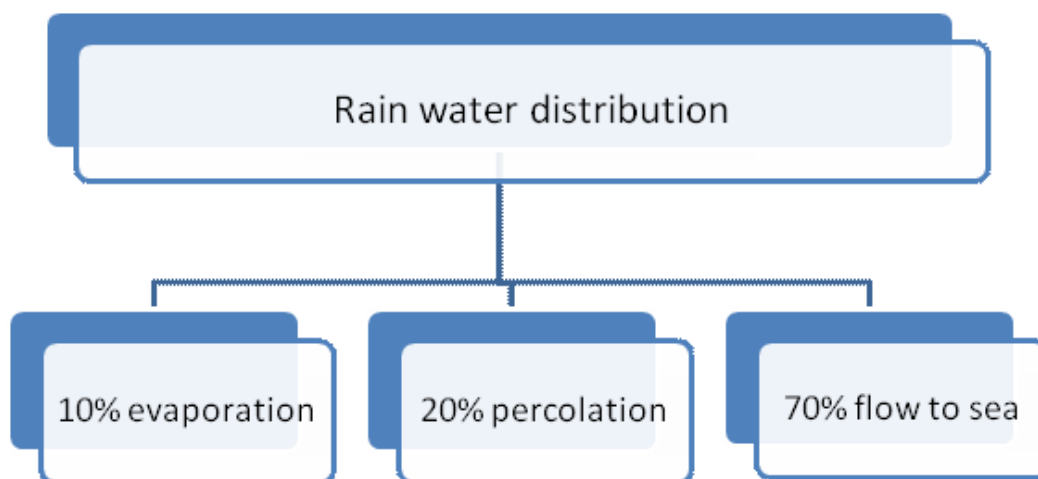 Rain water distribution
10% evaporation
20% percolation
70% flow to sea